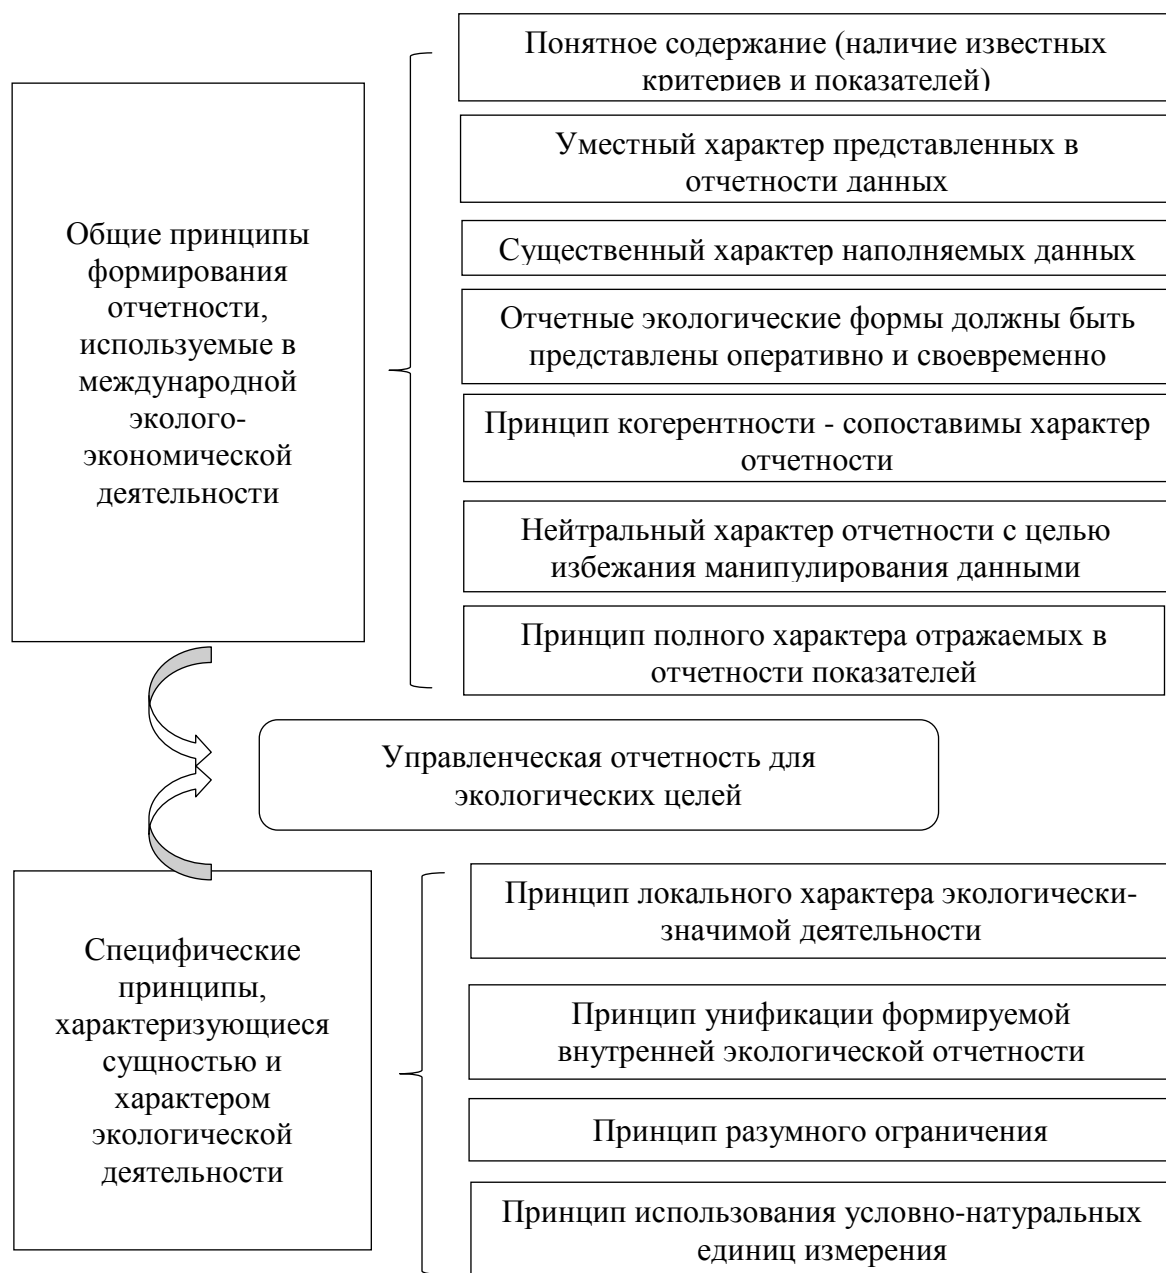 Понятное содержание (наличие известных
критериев и показателей)
Уместный характер представленных в
отчетности данных
Существенный характер наполняемых данных
Отчетные экологические формы должны быть
представлены оперативно и своевременно
Принцип когерентности - сопоставимы характер
отчетности
Нейтральный характер отчетности с целью
избежания манипулирования данными
Принцип полного характера отражаемых в
отчетности показателей
Общие принципы
формирования
отчетности,
используемые в
международной
эколого-
экономической
деятельности
Управленческая отчетность для
экологических целей
Специфические
принципы,
характеризующиеся
сущностью и
характером
экологической
деятельности
Принцип локального характера экологически-
значимой деятельности
Принцип унификации формируемой
внутренней экологической отчетности
Принцип разумного ограничения
Принцип использования условно-натуральных
единиц измерения